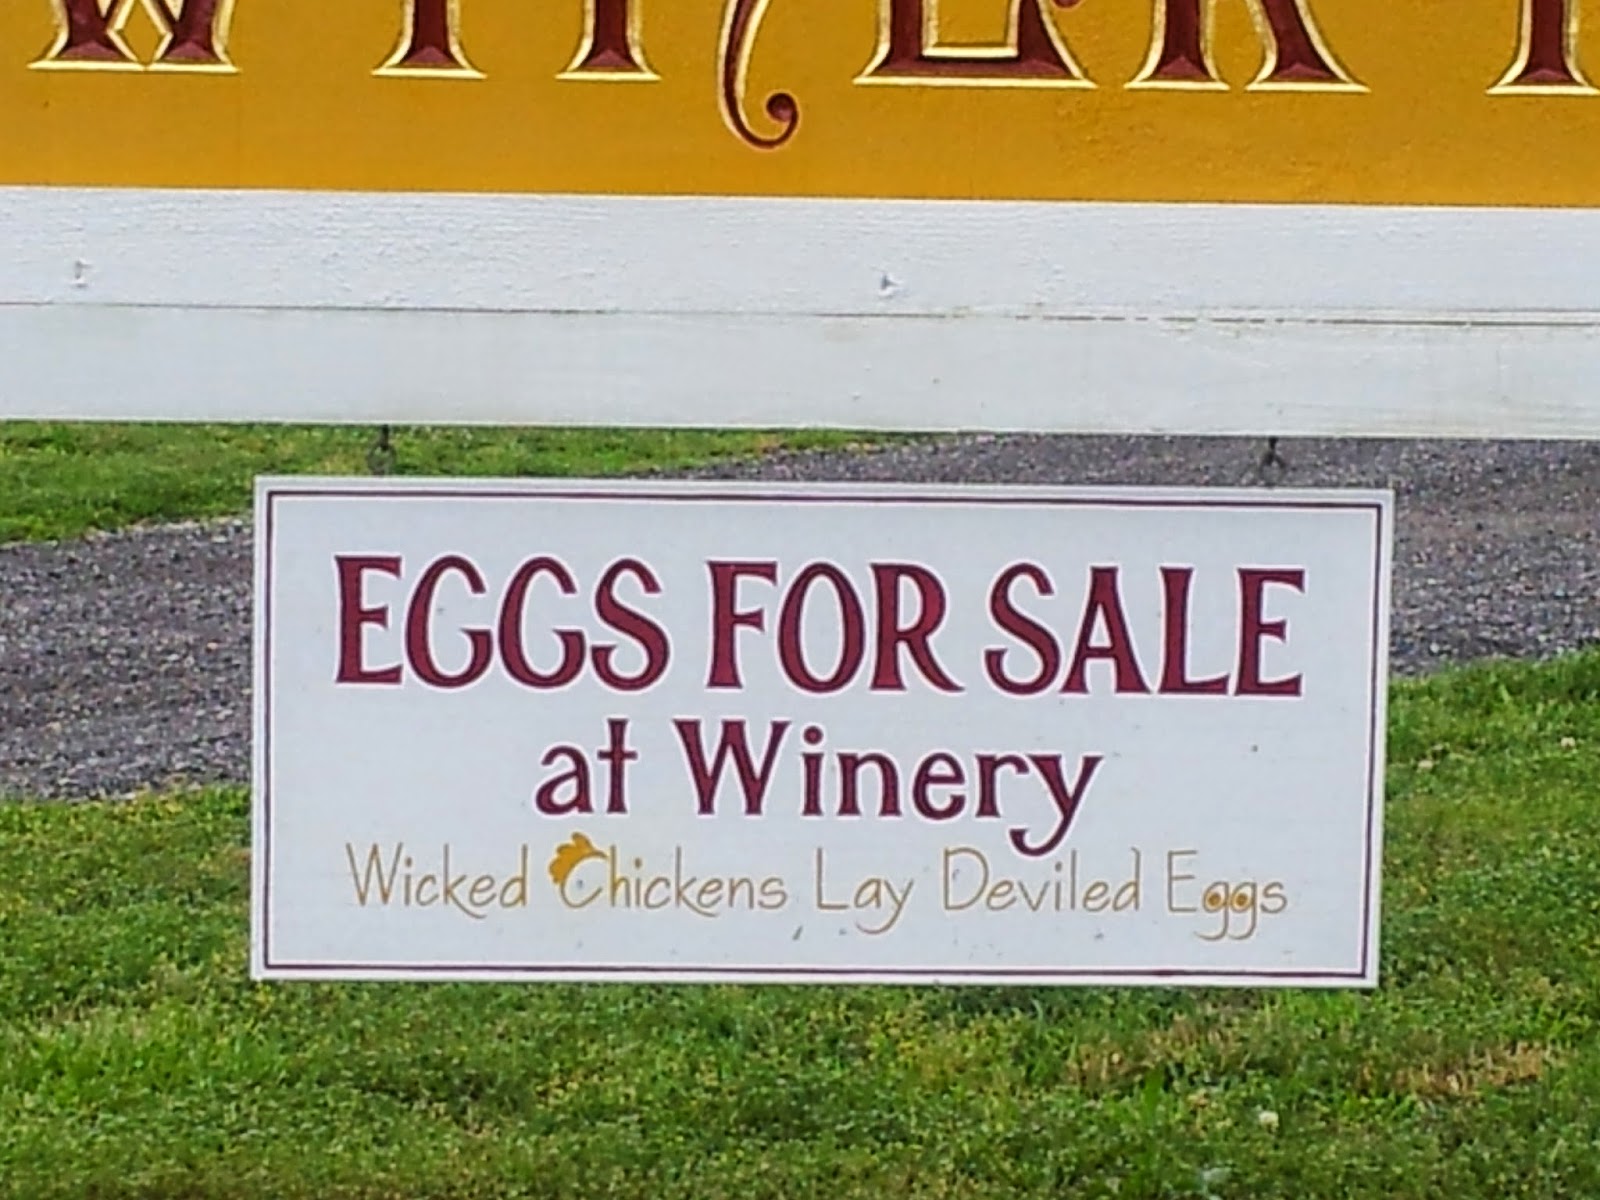 EGGS FOR SALE
at Winery
Wicked Chickens Lay Deviled Eggs